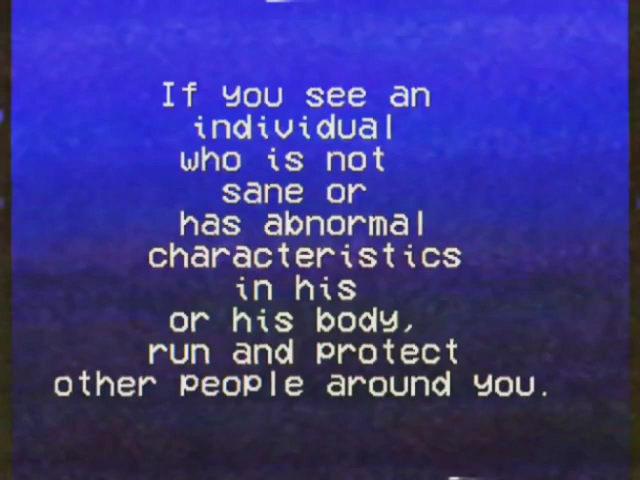 If you see an
individual
who is not
sane or
has abnormal
characteristics
in his
or his body,
run and protect
other people around you.